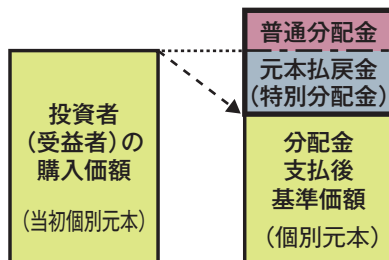 投資者
(受益者)の
購入価額
(当初個別元本)
普通分配金
元本払戻金
(特別分配金)
分配金
支払後
基準価額
(個別元本)